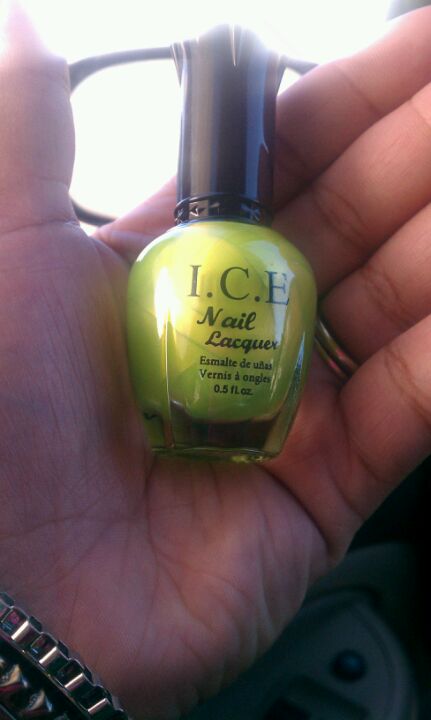 I.C.E
Nail
Lacquer
Esmalte de uñas
Vernis à ongles
0.5 fl.oz.